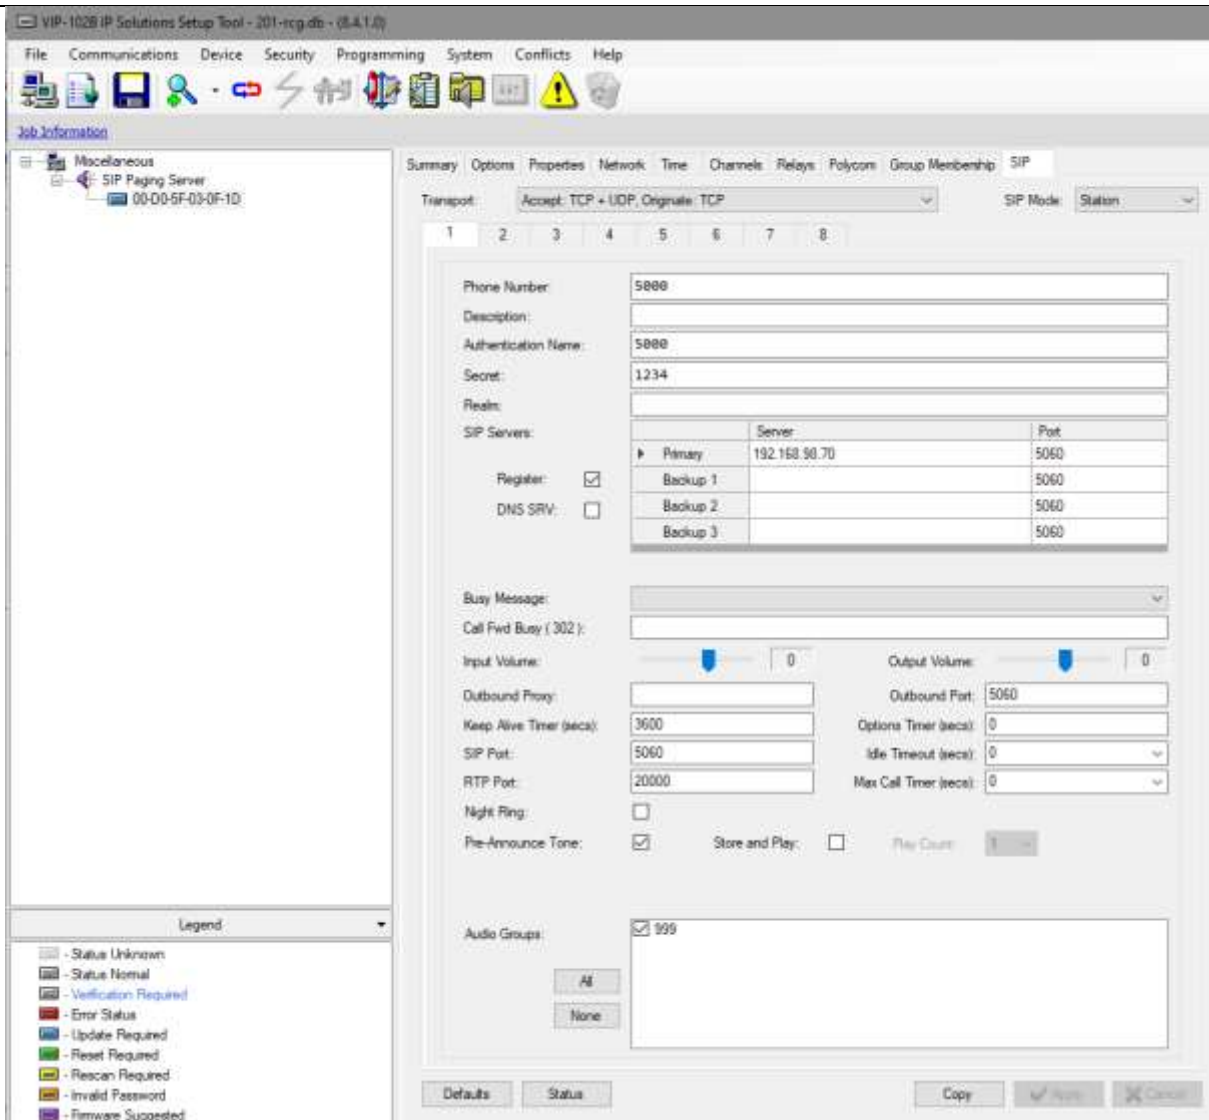 VIP-102B IP Solutions Setup Tool - 201-rcg.db - (8.4.1.0)
File Communications Device Security Programming System Conflicts Help
Job Information
Miscellaneous
SIP Paging Server
00-D0-5F-03-0F-1D
Summary Options Properties Network Time Channels Relays Polycom Group Membership SIP
Transport: Accept: TCP + UDP, Originate: TCP SIP Mode: Station
1 2 3 4 5 6 7 8
Phone Number: 5000
Description:
Authentication Name: 5000
Secret: 1234
Realm:
SIP Servers: Server Port
Primary 192.168.98.70 5060
Register: Backup 1 5060
DNS SRV: Backup 2 5060
Backup 3 5060
Busy Message:
Call Fwd Busy ( 302 ):
Input Volume: 0 Output Volume: 0
Outbound Proxy: Outbound Port: 5060
Keep Alive Timer (secs): 3600 Options Timer (secs): 0
SIP Port: 5060 Idle Timeout (secs): 0
RTP Port: 20000 Max Call Timer (secs): 0
Night Ring:
Pre-Announce Tone: Store and Play: Play Count: 1
Audio Groups: 999
All
None
Legend
- Status Unknown
- Status Normal
- Verification Required
- Error Status
- Update Required
- Reset Required
- Rescan Required
- Invalid Password
- Firmware Suggested
Defaults Status Copy Apply Cancel